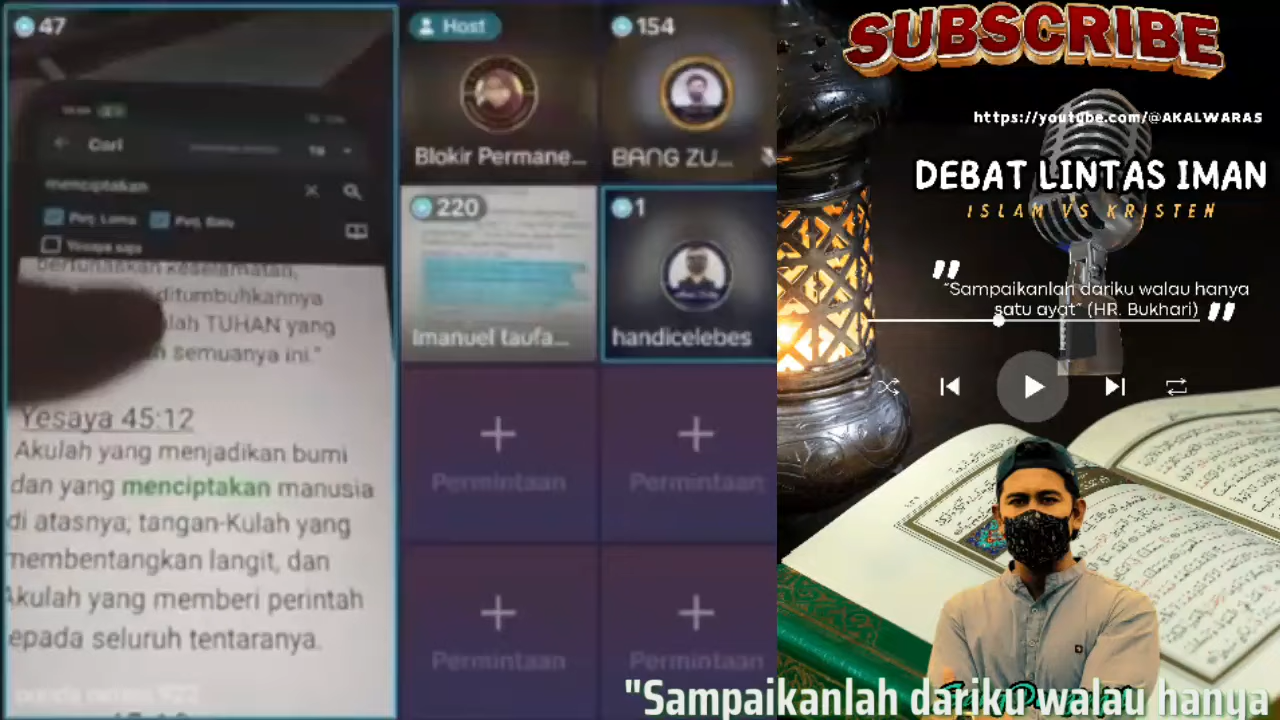 47
Cari
menciptakan
Perj. Lama
Perj. Baru
Yesaya saja
bertunaskan keselamatan,
ditumbuhkannya
lah TUHAN yang
semuanya ini."
Yesaya 45:12
Akulah yang menjadikan bumi
dan yang menciptakan manusia
di atasnya; tangan-Kulah yang
membentangkan langit, dan
Akulah yang memberi perintah
epada seluruh tentaranya.
Host
Blokir Permane...
154
BANG ZU...
220
Imanuel taufa...
1
handicelebes
Permintaan
Permintaan
Permintaan
Permintaan
SUBSCRIBE
https://youtube.com/@AKALWARAS
DEBAT LINTAS IMAN
ISLAM VS KRISTEN
"Sampaikanlah dariku walau hanya
satu ayat" (HR. Bukhari)
"Sampaikanlah dariku walau hanya